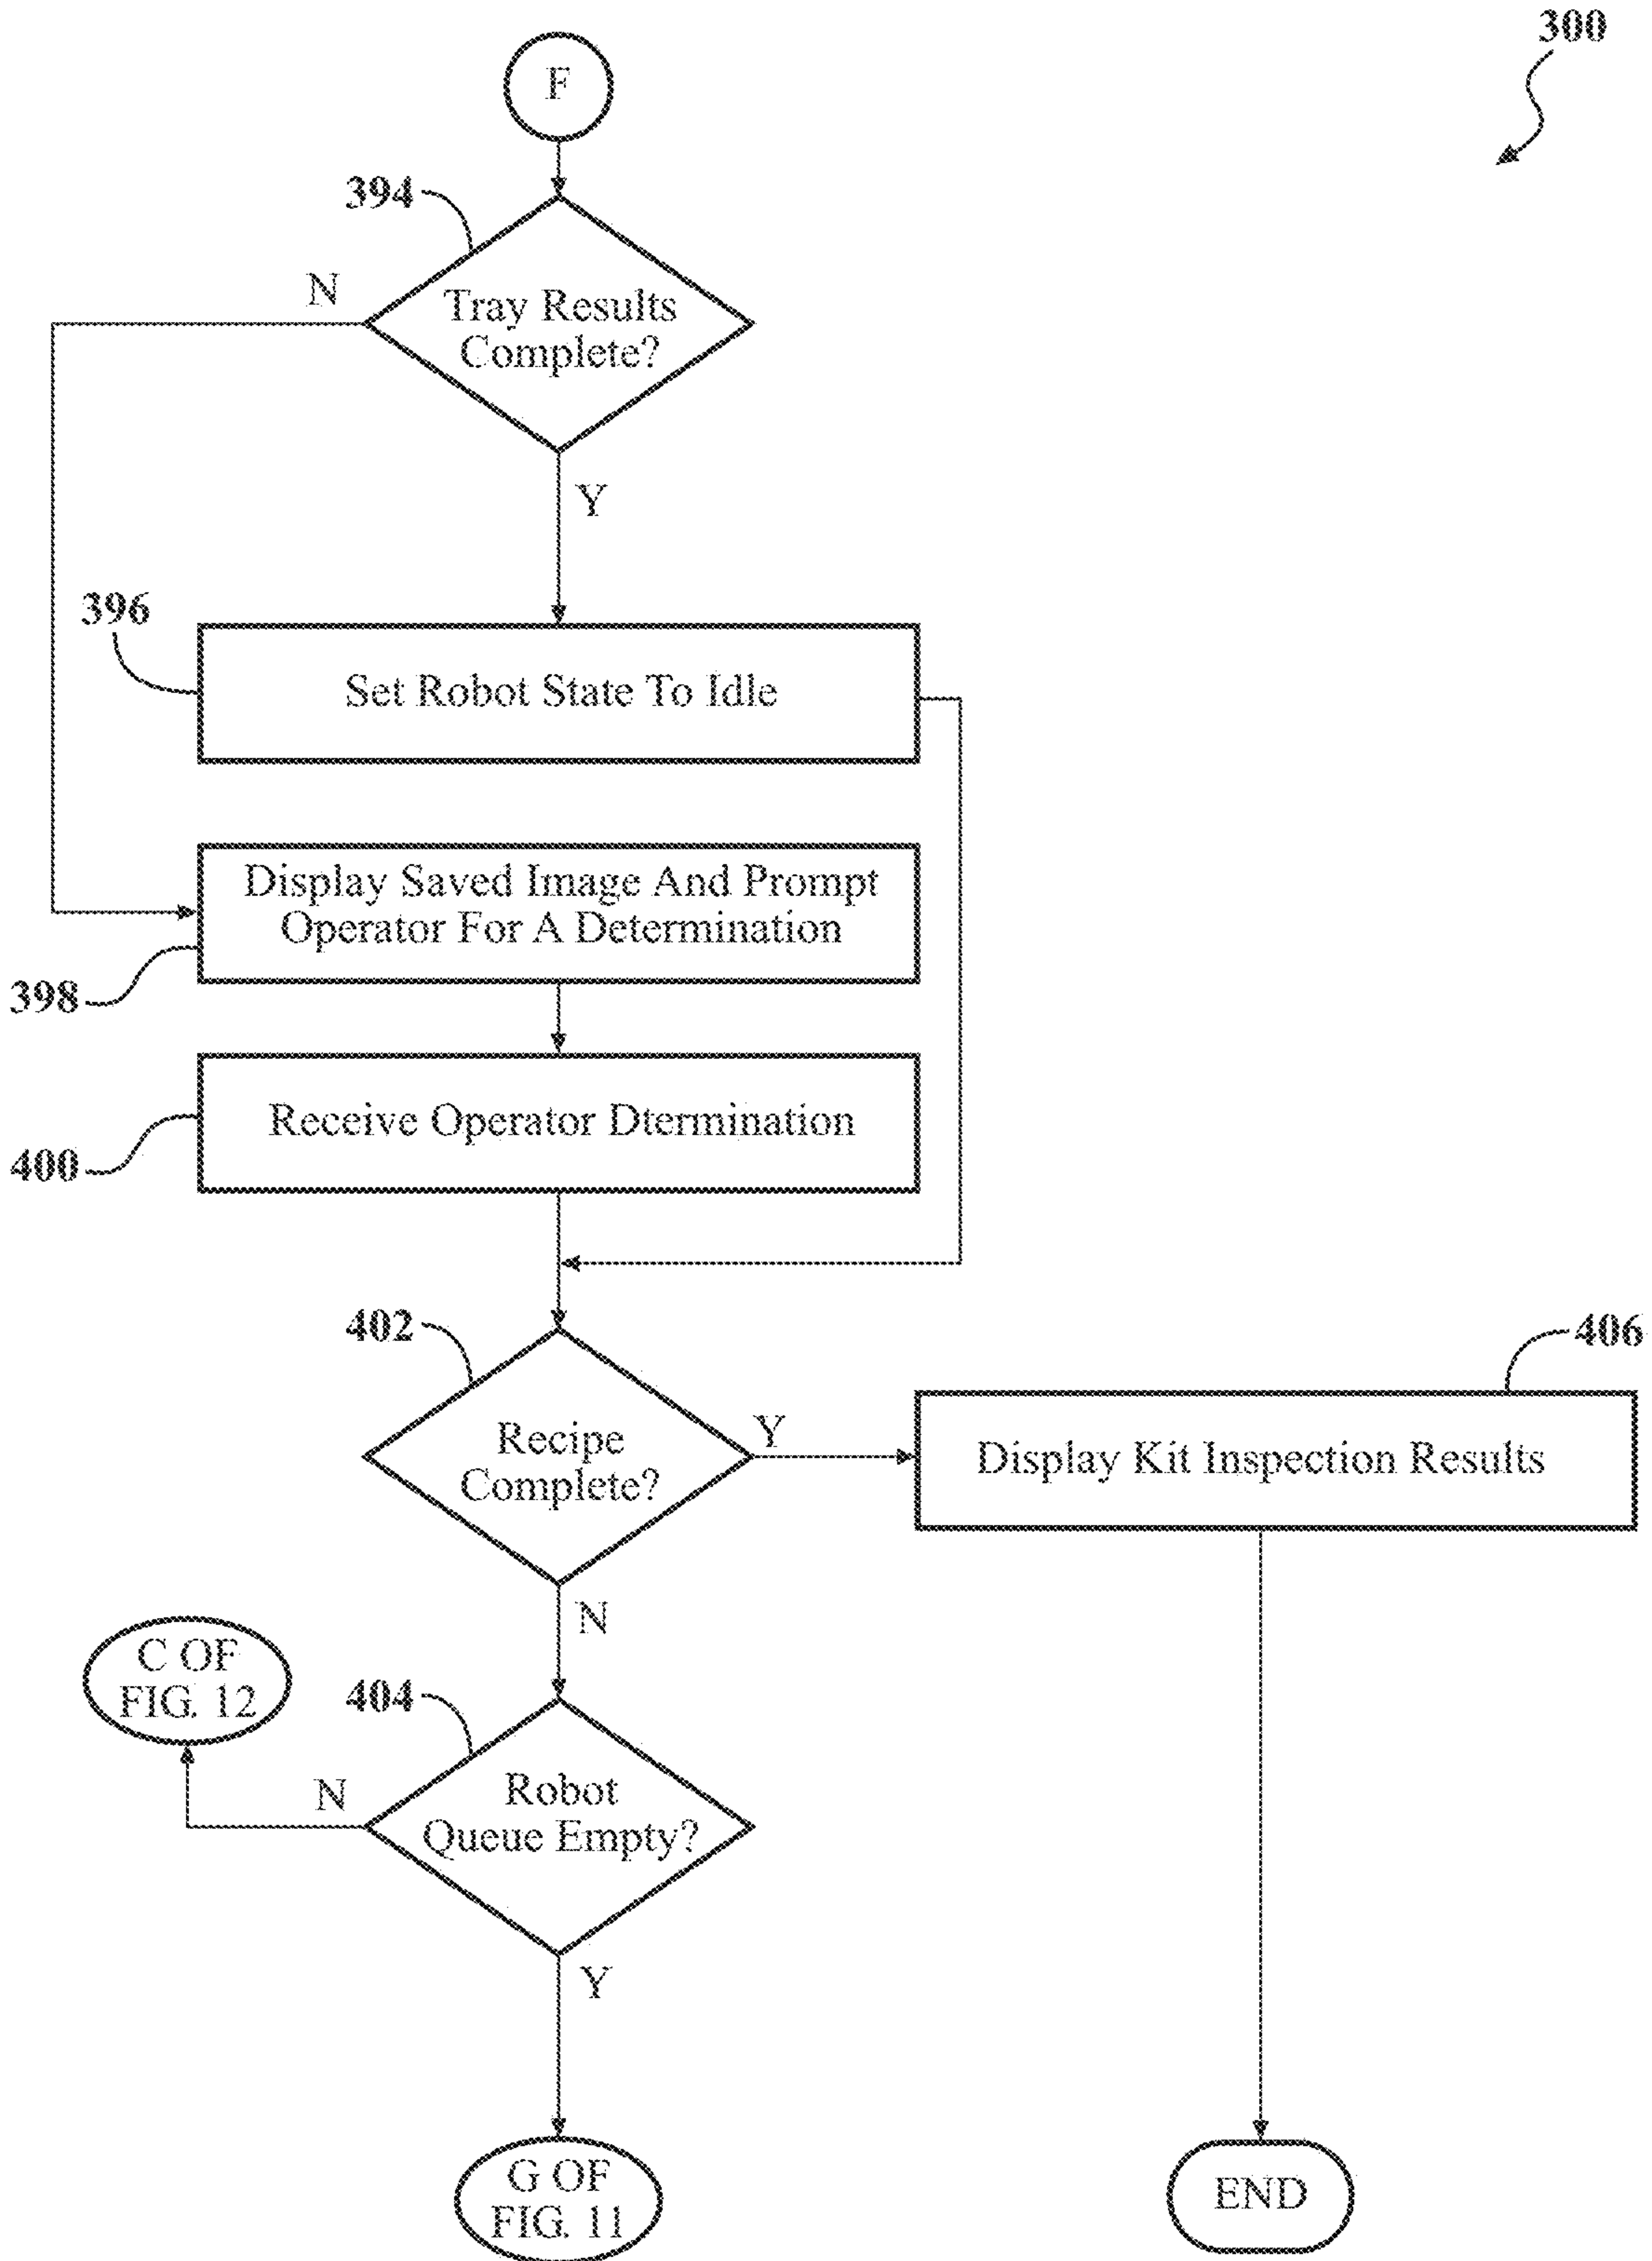 300
F
394
N
Tray Results
Complete?
Y
396
Set Robot State To Idle
Display Saved Image And Prompt
Operator For A Determination
398
Receive Operator Dtermination
400
402
406
Recipe
Complete?
Y
Display Kit Inspection Results
N
C OF
FIG. 12
404
N
Robot
Queue Empty?
Y
G OF
FIG. 11
END